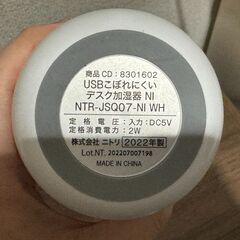 商品CD：8301602
USBこぼれにくい
デスク加湿器 NI
NTR-JSQ07-NI WH
定格電圧：入力：DC5V
定格消費電力：2W
株式会社 ニトリ 2022年製
Lot.NT. 202207007198
MADE IN CHINA